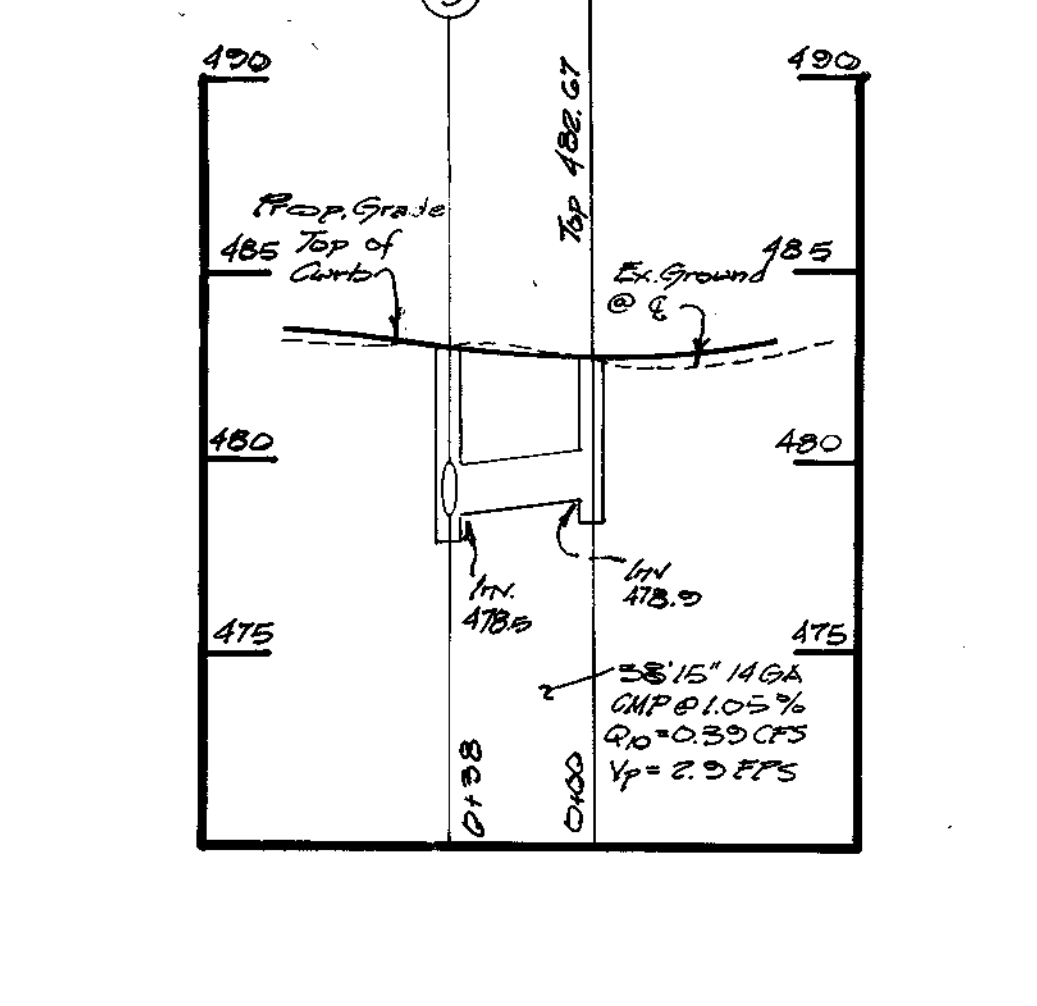 490
490
Top 482.67
Prop. Grade
Top of
Curb
485
485
Ex. Ground
@ ℄
480
480
Inv.
478.5
Inv
478.9
475
475
38' 15" 14 GA
CMP @ 1.05%
Q10 = 0.39 CFS
Vp = 2.9 FPS
0+38
0+00